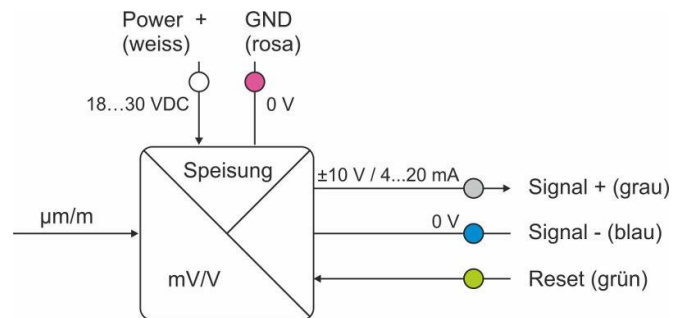 Power +
(weiss)
GND
(rosa)
18...30 VDC
0 V
Speisung
±10 V / 4...20 mA
Signal + (grau)
µm/m
0 V
Signal - (blau)
mV/V
Reset (grün)